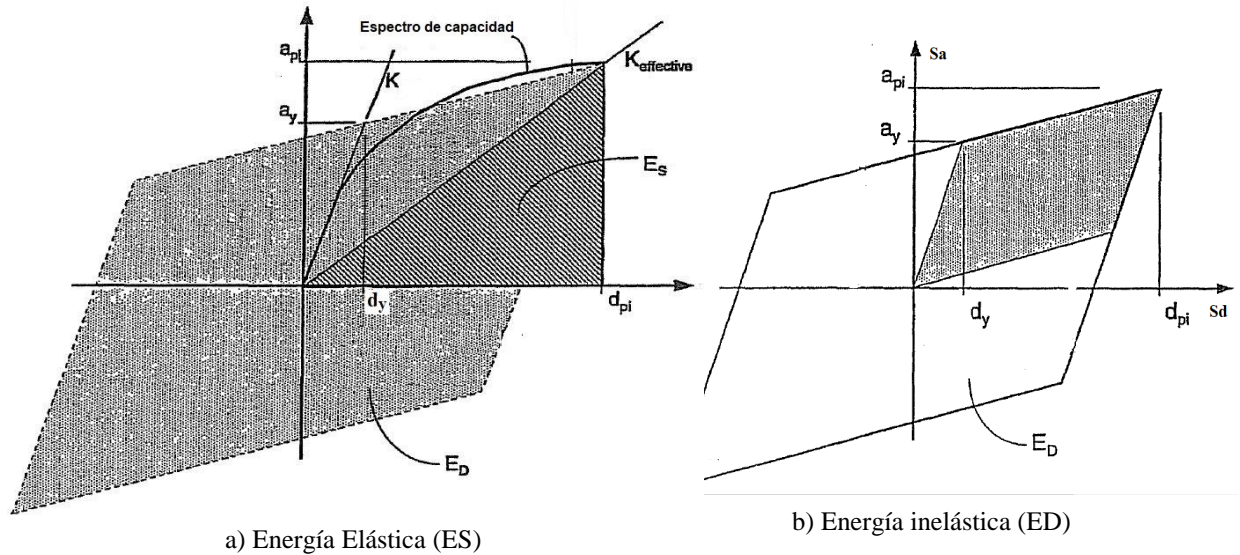 Espectro de capacidad
a_pi
K
K_effective
a_y
E_S
d_y
d_pi
E_D
a) Energía Elástica (ES)
Sa
a_pi
a_y
d_y
d_pi
Sd
E_D
b) Energía inelástica (ED)